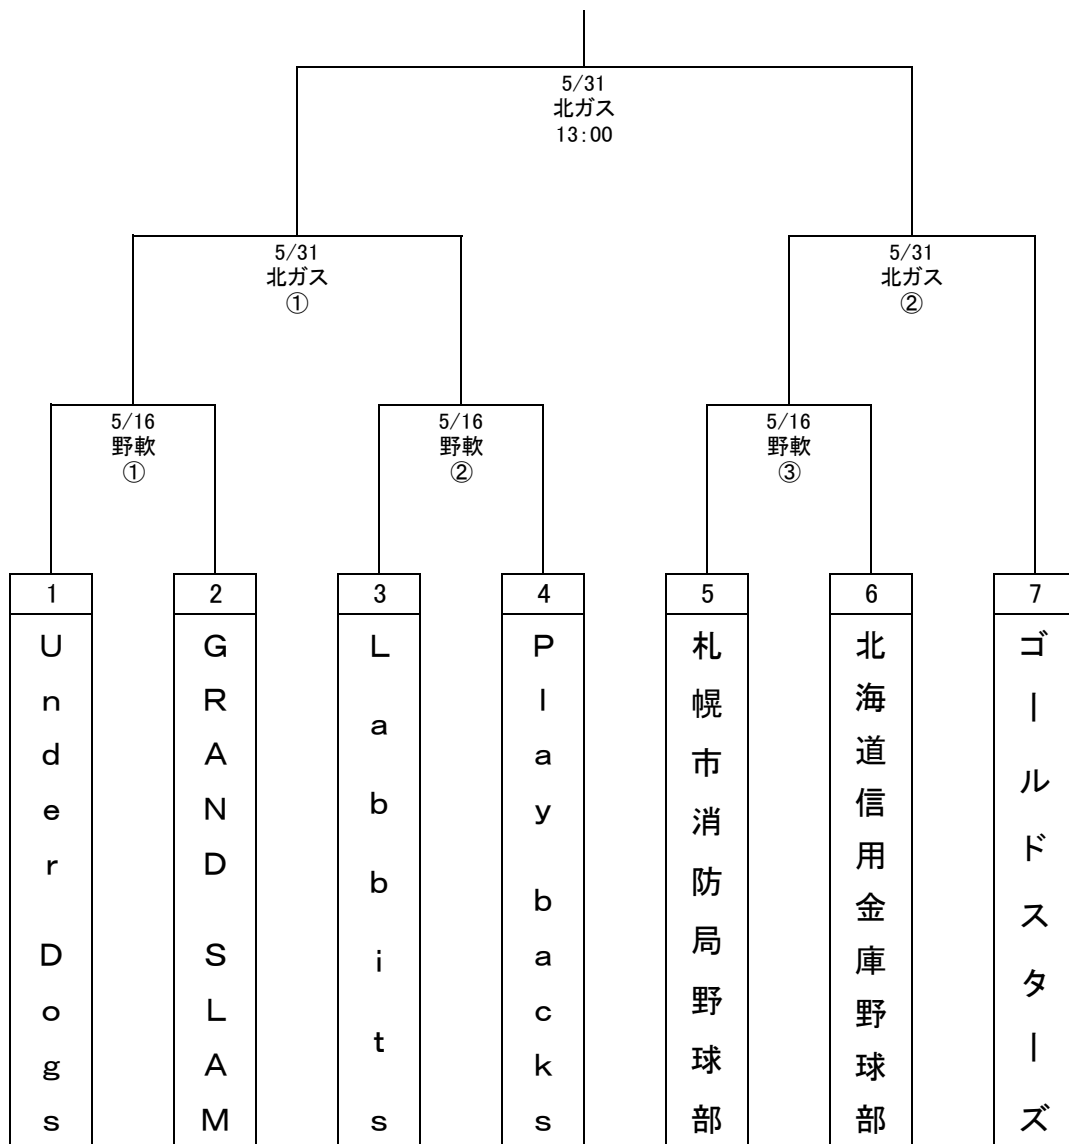 5/31
北ガス
13:00
5/31
北ガス
①
5/31
北ガス
②
5/16
野軟
①
5/16
野軟
②
5/16
野軟
③
1
2
3
4
5
6
7
Under Dogs
GRAND SLAM
Labbits
Play backs
札幌市消防局野球部
北海道信用金庫野球部
ゴールドスターズ